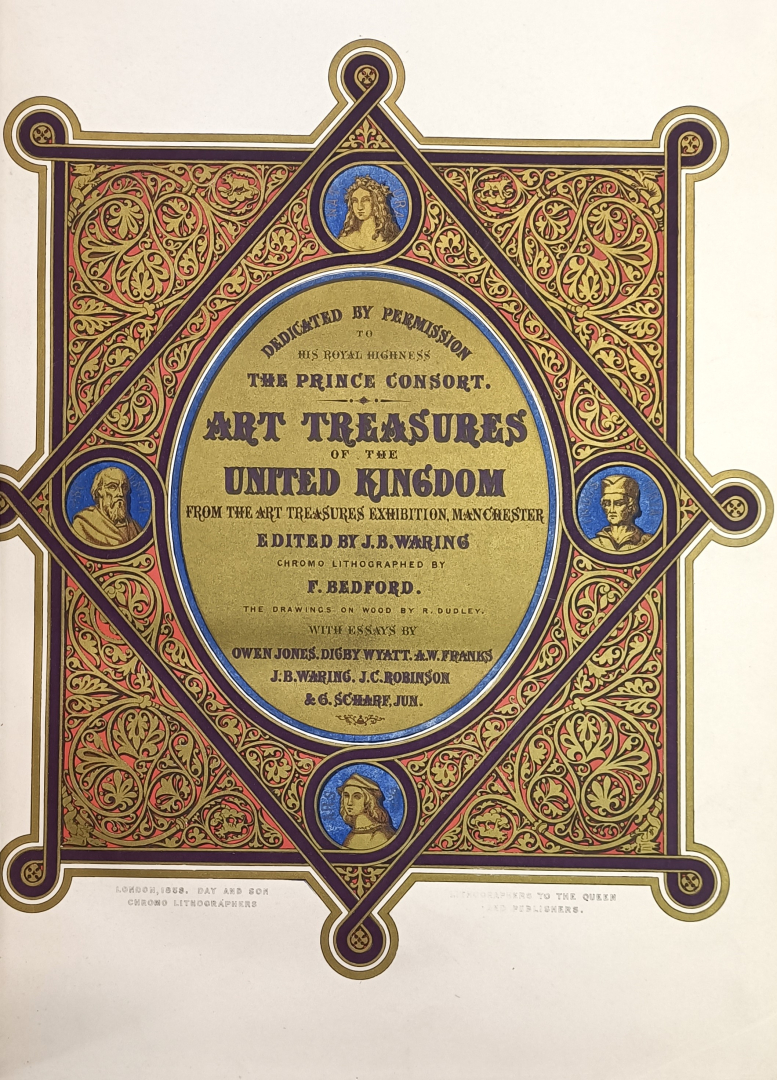 DEDICATED BY PERMISSION
TO
HIS ROYAL HIGHNESS
THE PRINCE CONSORT.
ART TREASURES
OF THE
UNITED KINGDOM
FROM THE ART TREASURES EXHIBITION, MANCHESTER
EDITED BY J.B. WARING
CHROMO LITHOGRAPHED BY
F. BEDFORD.
THE DRAWINGS ON WOOD BY R. DUDLEY.
WITH ESSAYS BY
OWEN JONES, DIGBY WYATT, A.W. FRANKS
J.B. WARING. J.C. ROBINSON
& G. SCHARF, JUN.
LONDON, 1858. DAY AND SON
CHROMO LITHOGRAPHERS
LITHOGRAPHERS TO THE QUEEN
AND PUBLISHERS.